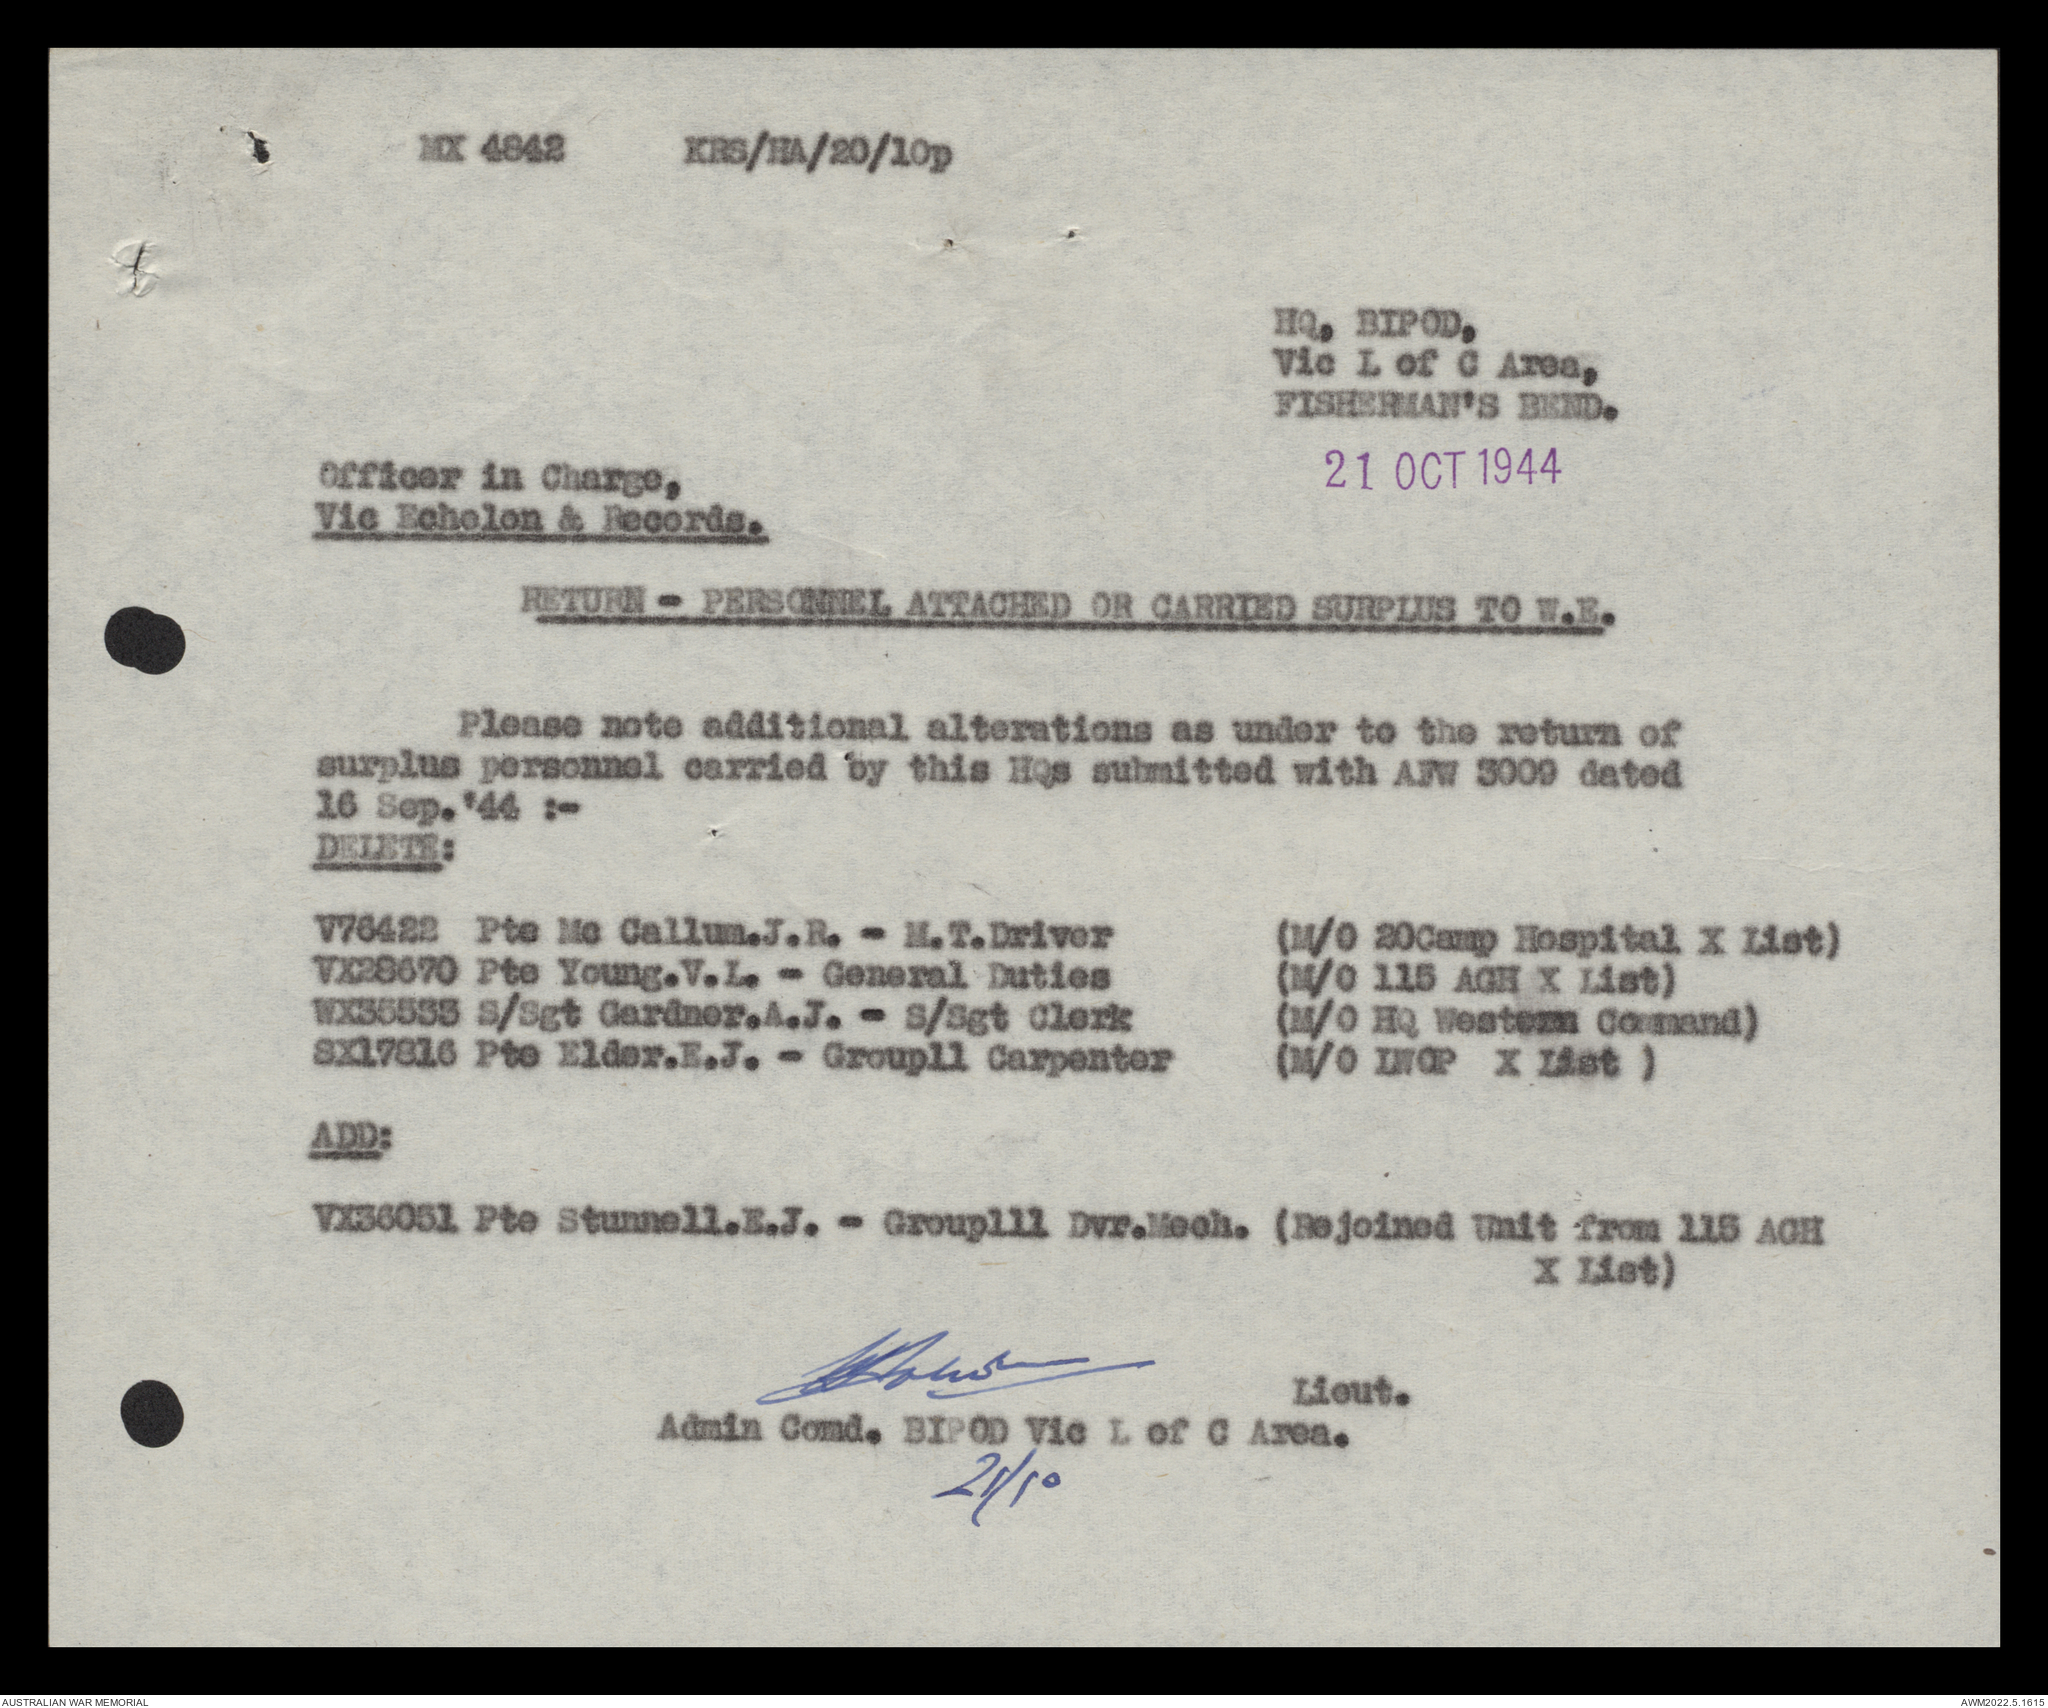 MX 4842 KRS/HA/20/10p
HQ, BIPOD,
Vic L of C Area,
FISHERMAN'S BEND.
21 OCT 1944
Officer in Charge,
Vic Echelon & Records.
RETURN - PERSONNEL ATTACHED OR CARRIED SURPLUS TO W.E.
Please note additional alterations as under to the return of
surplus personnel carried by this HQs submitted with AFW 3009 dated
16 Sep.'44 :-
DELETE:
V76422 Pte Mc Callum.J.R. - M.T.Driver (M/O 20Camp Hospital X List)
VX28670 Pte Young.V.L. - General Duties (M/O 115 AGH X List)
WX35533 S/Sgt Gardner.A.J. - S/Sgt Clerk (M/O HQ Western Command)
SX17816 Pte Elder.E.J. - Group11 Carpenter (M/O LWOP X List )
ADD:
VX36051 Pte Stunnell.E.J. - Group111 Dvr.Mech. (Rejoined Unit from 115 AGH
X List)
Lieut.
Admin Comd. BIPOD Vic L of C Area.
21/10
AUSTRALIAN WAR MEMORIAL AWM2022.5.1615